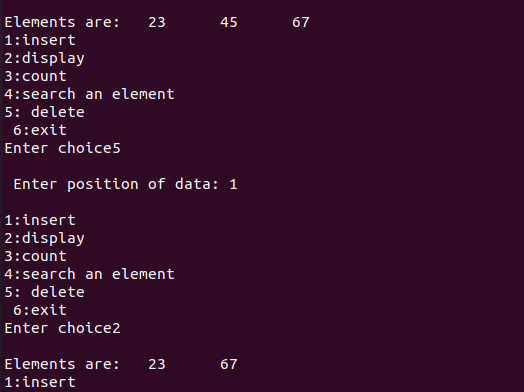 Elements are:   23      45      67
1:insert
2:display
3:count
4:search an element
5: delete
 6:exit
Enter choice5
 Enter position of data: 1
1:insert
2:display
3:count
4:search an element
5: delete
 6:exit
Enter choice2
Elements are:   23      67
1:insert